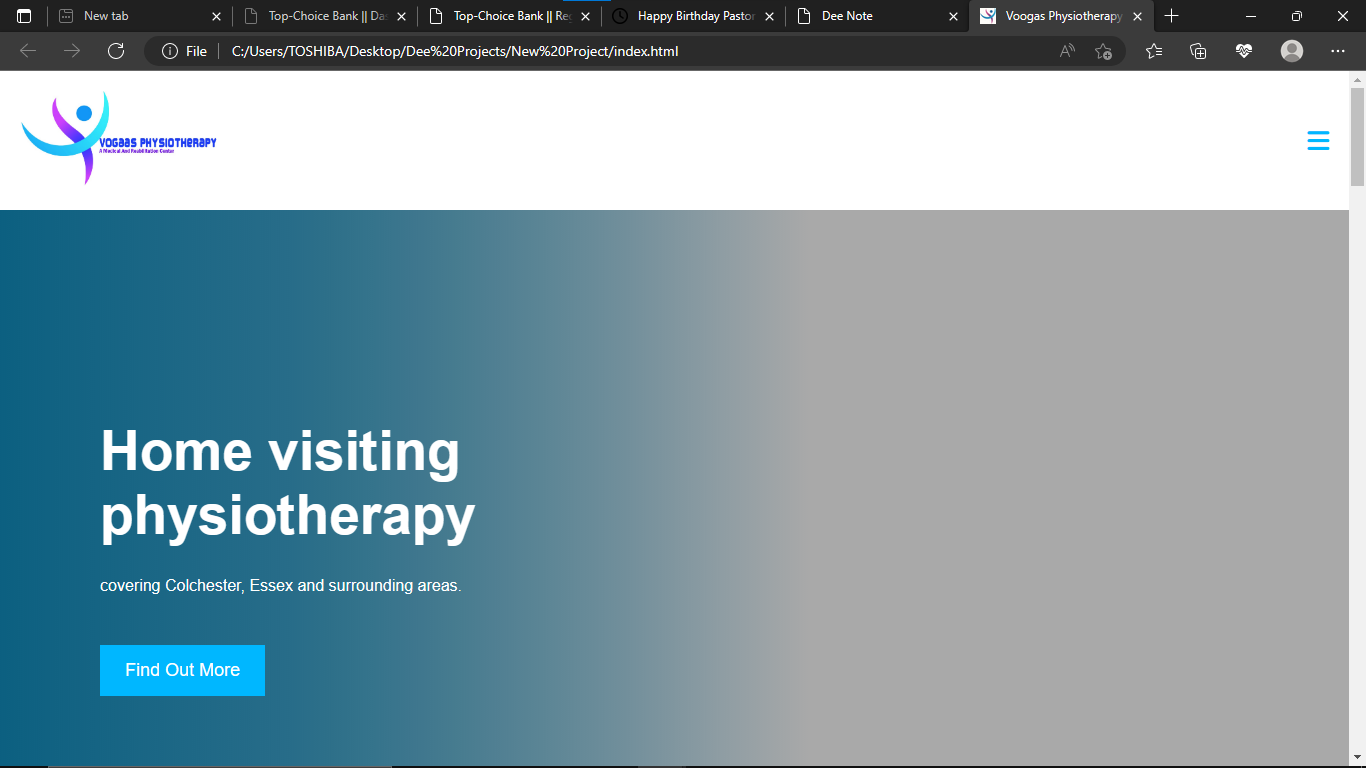 New tab
Top-Choice Bank || Da
Top-Choice Bank || Re
Happy Birthday Pastor
Dee Note
Voogas Physiotherapy
File
C:/Users/TOSHIBA/Desktop/Dee%20Projects/New%20Project/index.html
VOGAAS PHYSIOTHERAPY
A Medical And Reabilitation Center
Home visiting
physiotherapy
covering Colchester, Essex and surrounding areas.
Find Out More